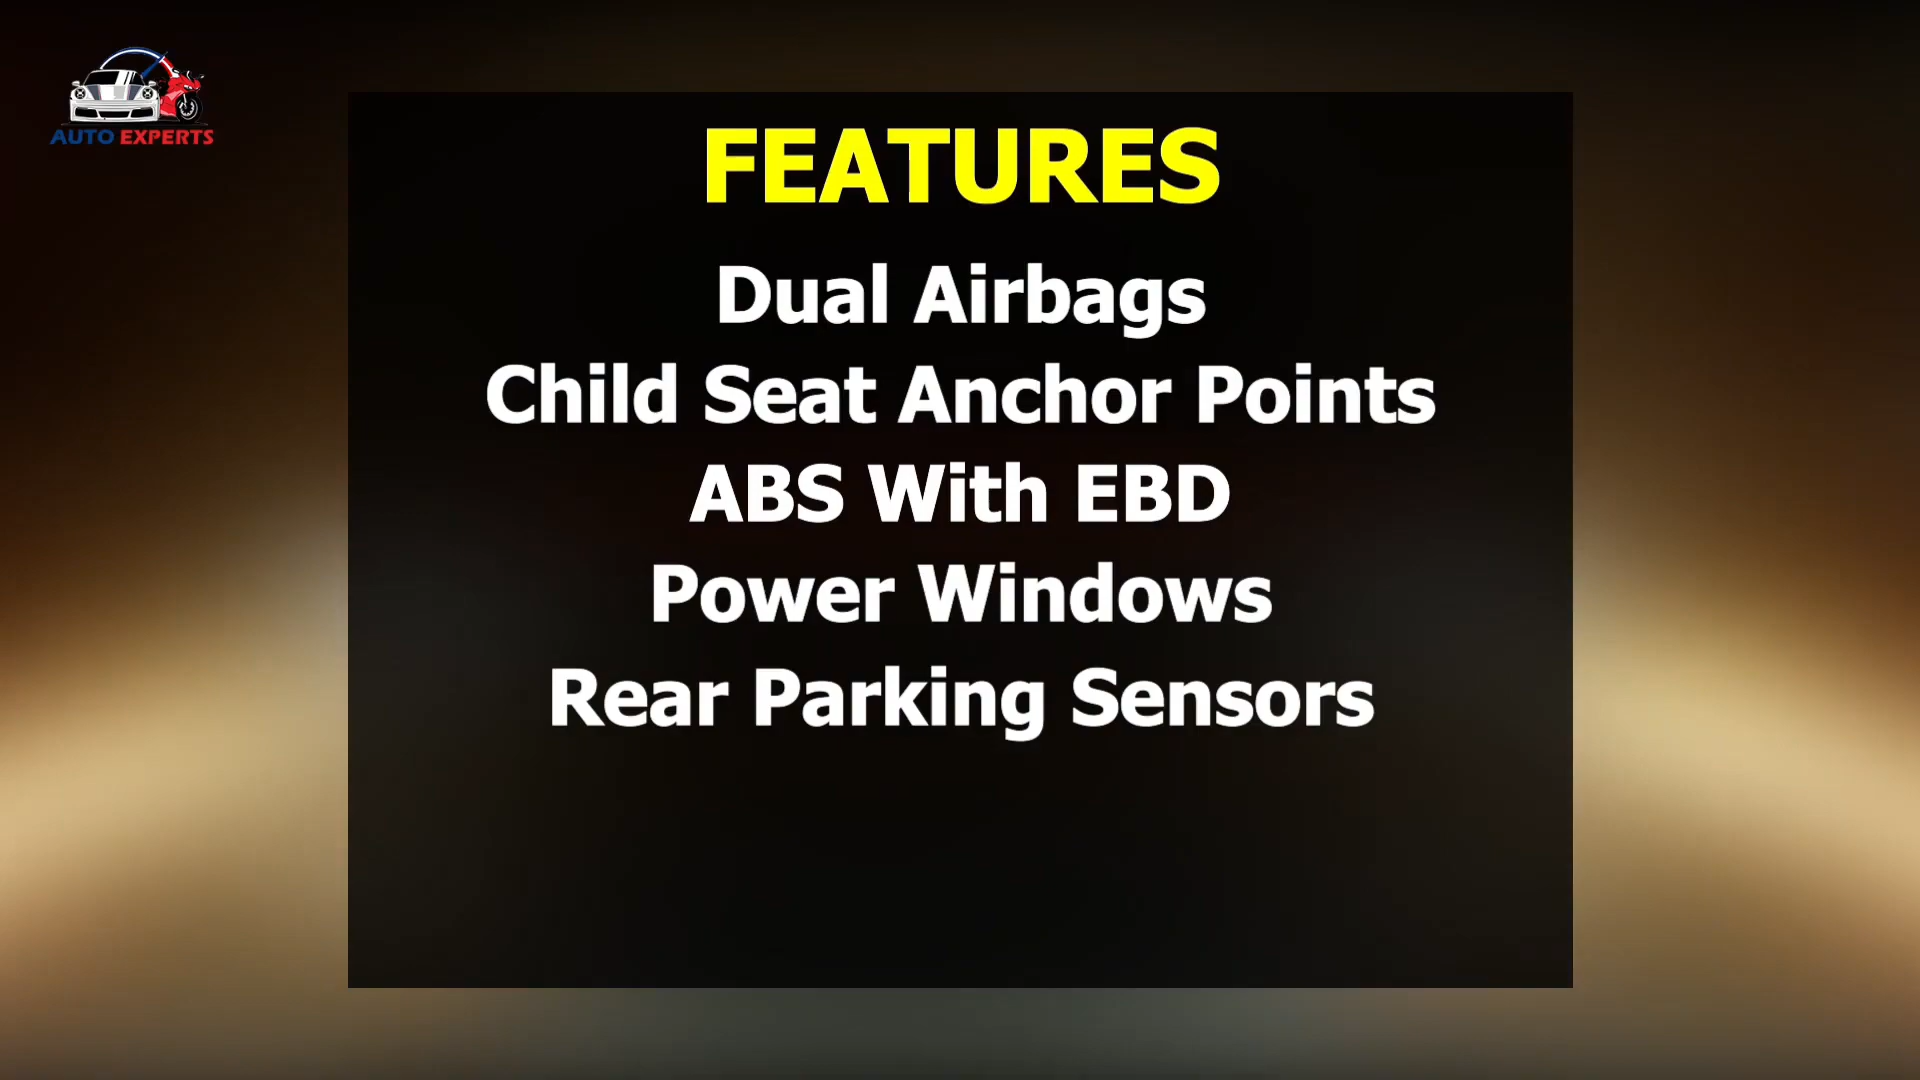 AUTO EXPERTS
FEATURES
Dual Airbags
Child Seat Anchor Points
ABS With EBD
Power Windows
Rear Parking Sensors